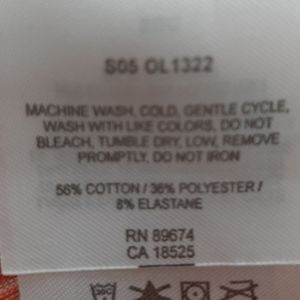 S05 OL1322
MACHINE WASH, COLD, GENTLE CYCLE,
WASH WITH LIKE COLORS, DO NOT
BLEACH, TUMBLE DRY, LOW, REMOVE
PROMPTLY, DO NOT IRON
56% COTTON / 36% POLYESTER /
8% ELASTANE
RN 89674
CA 18525